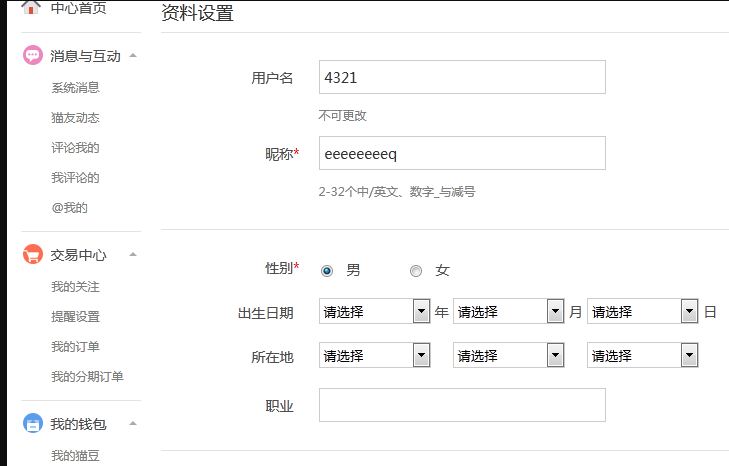 中心首页
消息与互动
系统消息
猫友动态
评论我的
我评论的
@我的
交易中心
我的关注
提醒设置
我的订单
我的分期订单
我的钱包
我的猫豆
资料设置
用户名 4321
不可更改
昵称* eeeeeeeeq
2-32个中/英文、数字_与减号
性别* 男 女
出生日期 请选择 年 请选择 月 请选择 日
所在地 请选择 请选择 请选择
职业